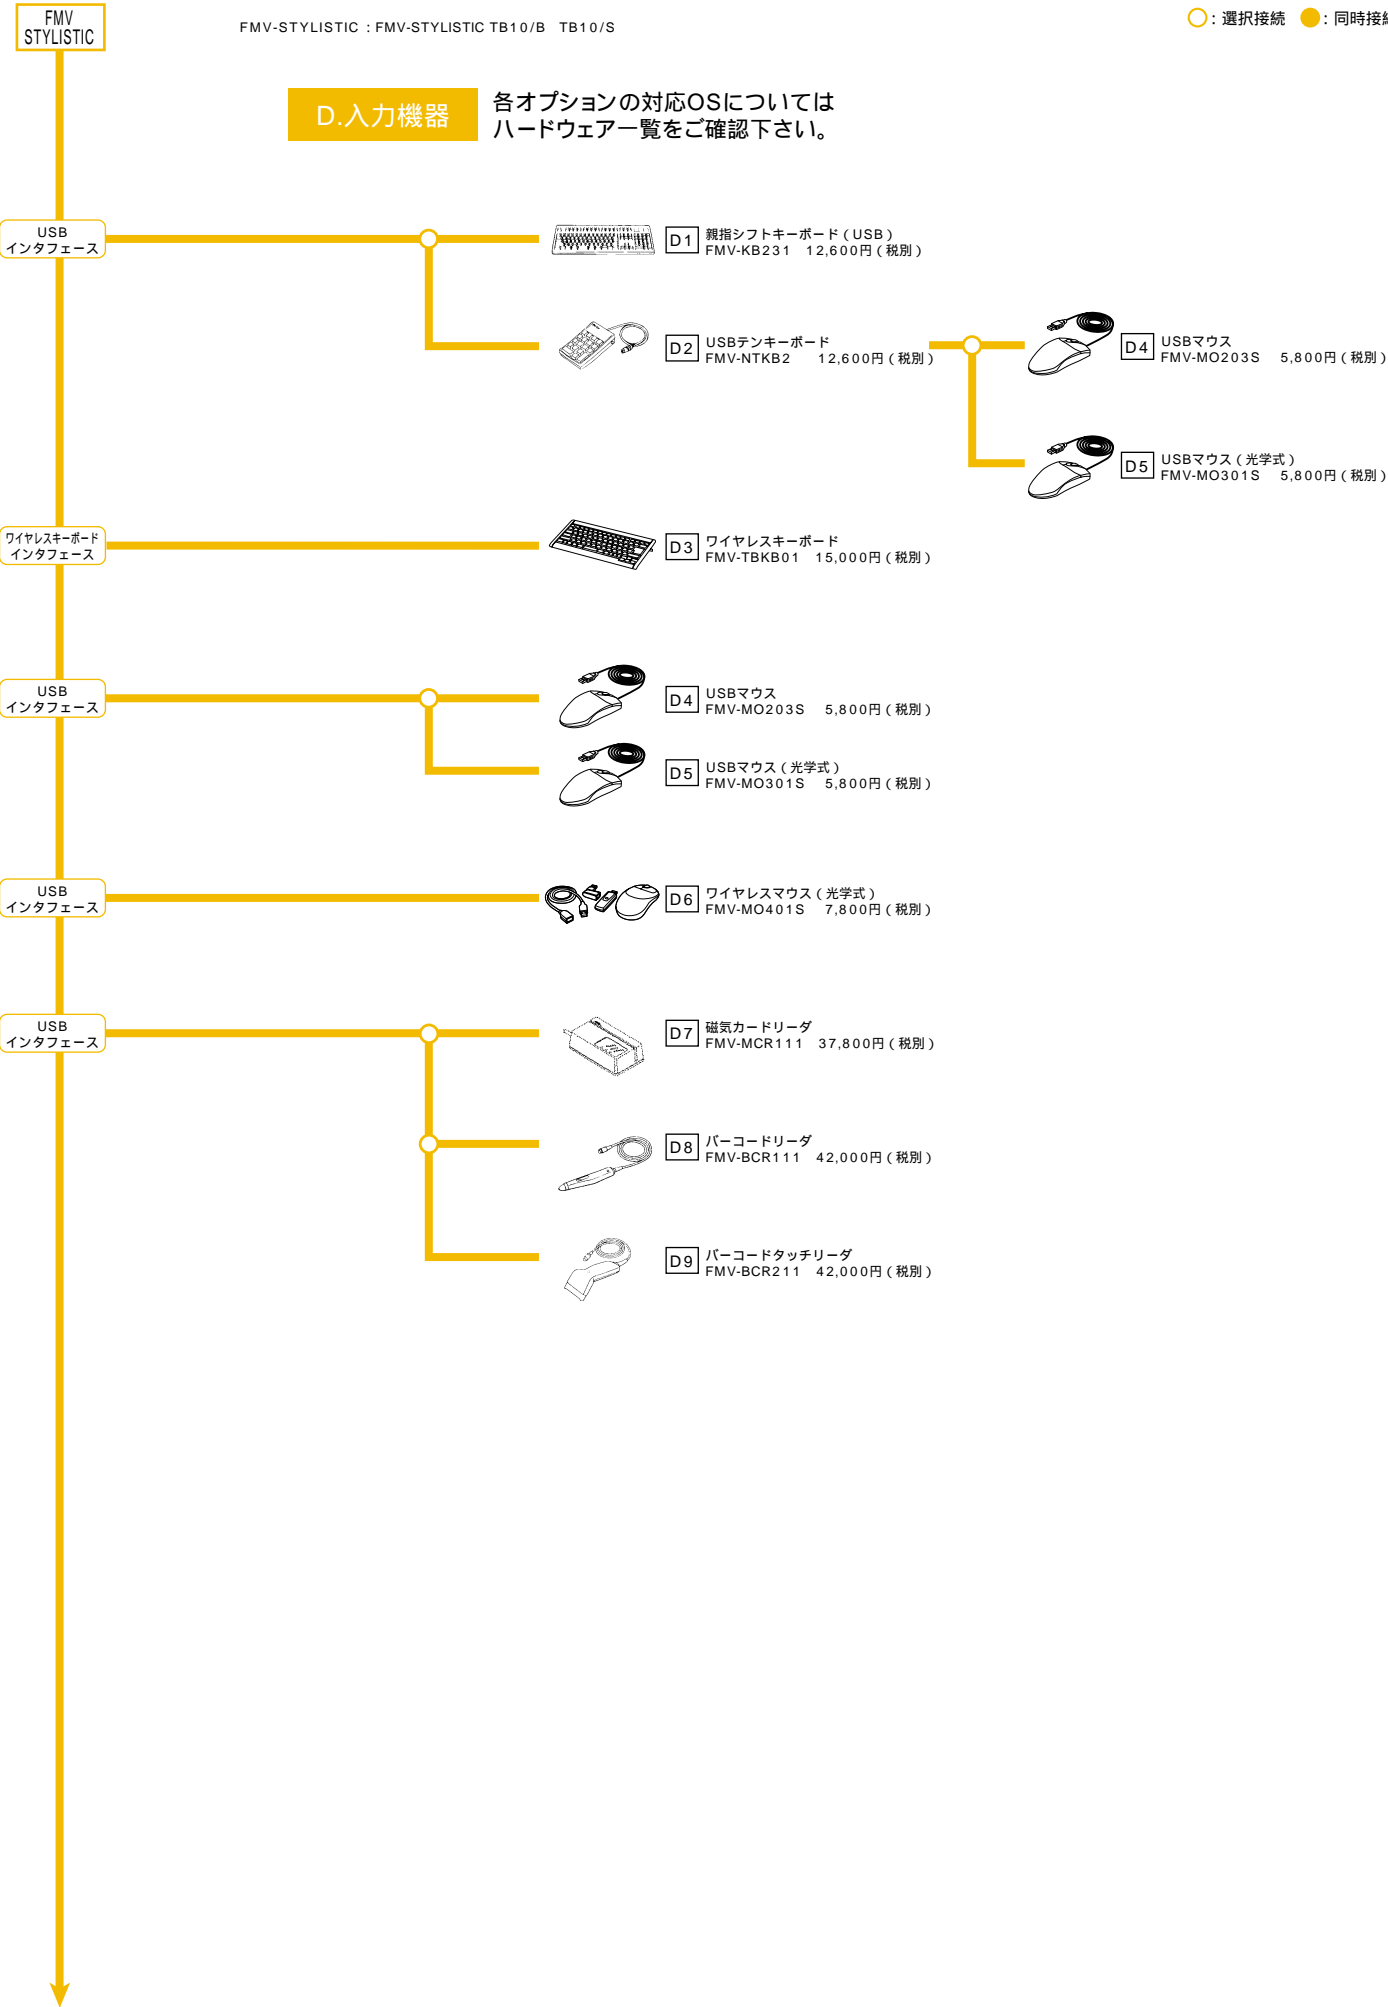 FMV
STYLISTIC
FMV-STYLISTIC : FMV-STYLISTIC TB10/B TB10/S
○: 選択接続 ●: 同時接続
D.入力機器
各オプションの対応OSについては
ハードウェア一覧をご確認下さい。
USB
インタフェース
D1
親指シフトキーボード(USB)
FMV-KB231 12,600円(税別)
D2
USBテンキーボード
FMV-NTKB2 12,600円(税別)
D4
USBマウス
FMV-MO203S 5,800円(税別)
D5
USBマウス(光学式)
FMV-MO301S 5,800円(税別)
ワイヤレスキーボード
インタフェース
D3
ワイヤレスキーボード
FMV-TBKB01 15,000円(税別)
USB
インタフェース
D4
USBマウス
FMV-MO203S 5,800円(税別)
D5
USBマウス(光学式)
FMV-MO301S 5,800円(税別)
USB
インタフェース
D6
ワイヤレスマウス(光学式)
FMV-MO401S 7,800円(税別)
USB
インタフェース
D7
磁気カードリーダ
FMV-MCR111 37,800円(税別)
D8
バーコードリーダ
FMV-BCR111 42,000円(税別)
D9
バーコードタッチリーダ
FMV-BCR211 42,000円(税別)